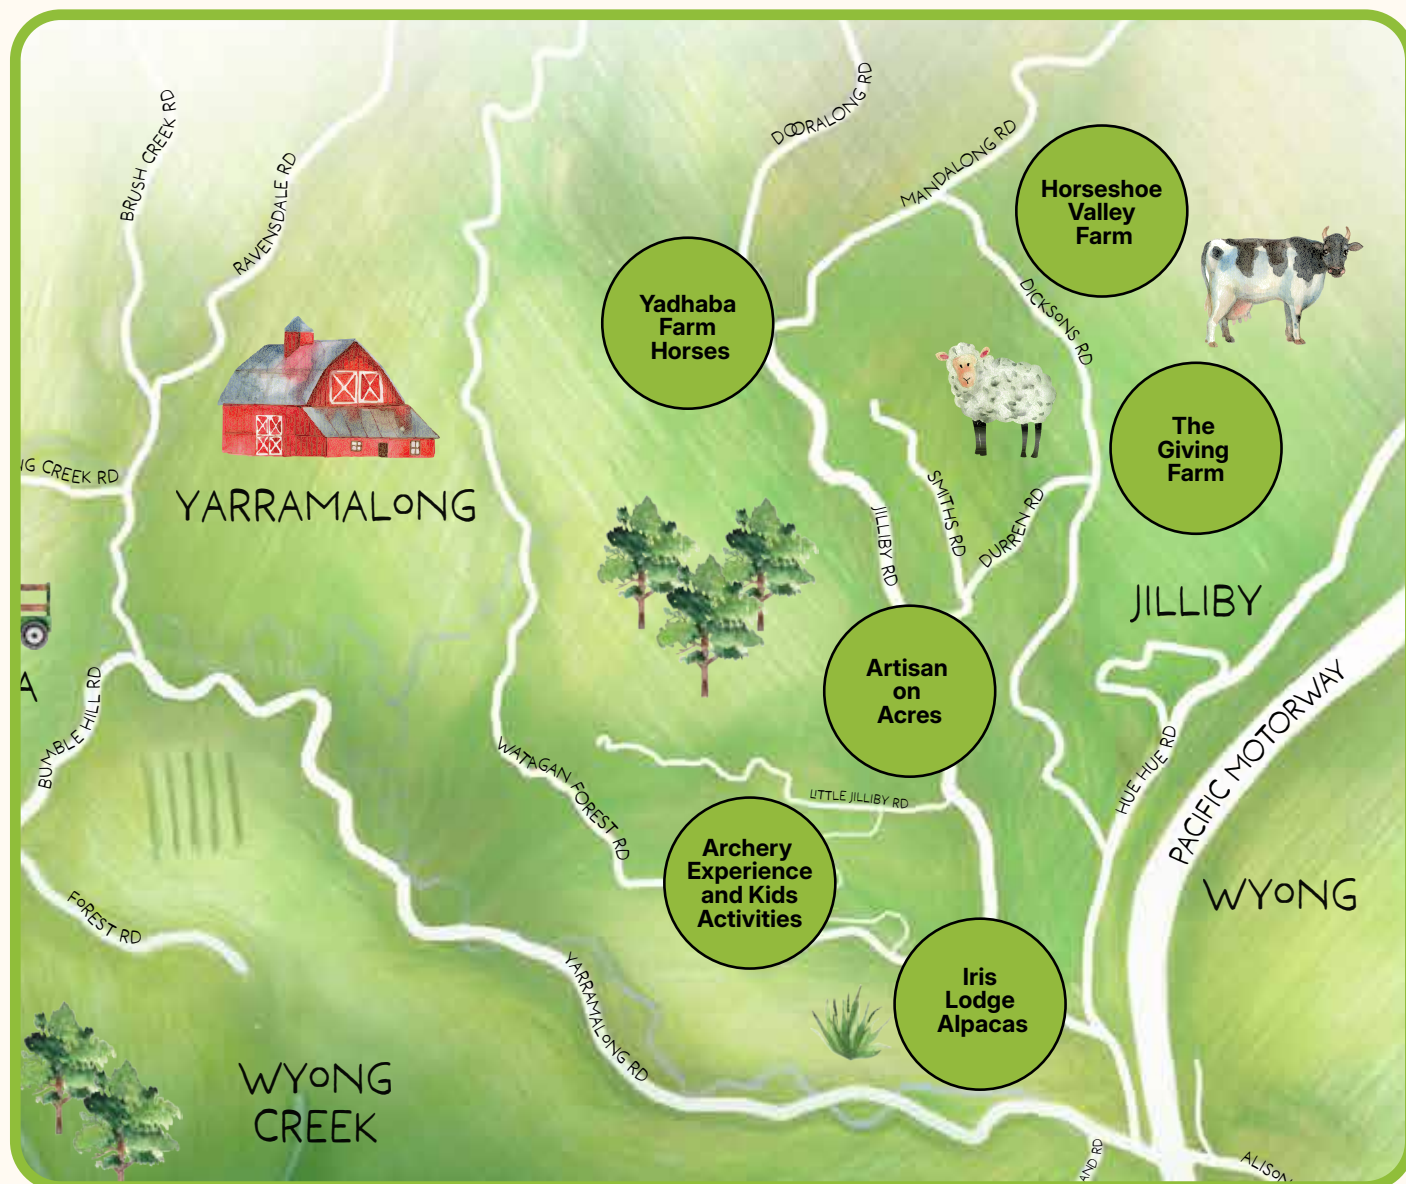 BRUSH CREEK RD
RAVENSDALE RD
DOORALONG RD
MANDALONG RD
Horseshoe
Valley
Farm
Yadhaba
Farm
Horses
DICKSONS RD
The
Giving
Farm
CREEK RD
YARRAMALONG
SMITHS RD
JILLIBY RD
DURREN RD
JILLIBY
Artisan
on
Acres
BUMBLE HILL RD
WATAGAN FOREST RD
LITTLE JILLIBY RD
HUE HUE RD
PACIFIC MOTORWAY
Archery
Experience
and Kids
Activities
WYONG
FOREST RD
Iris
Lodge
Alpacas
YARRAMALONG RD
WYONG
CREEK
RD
ALISON